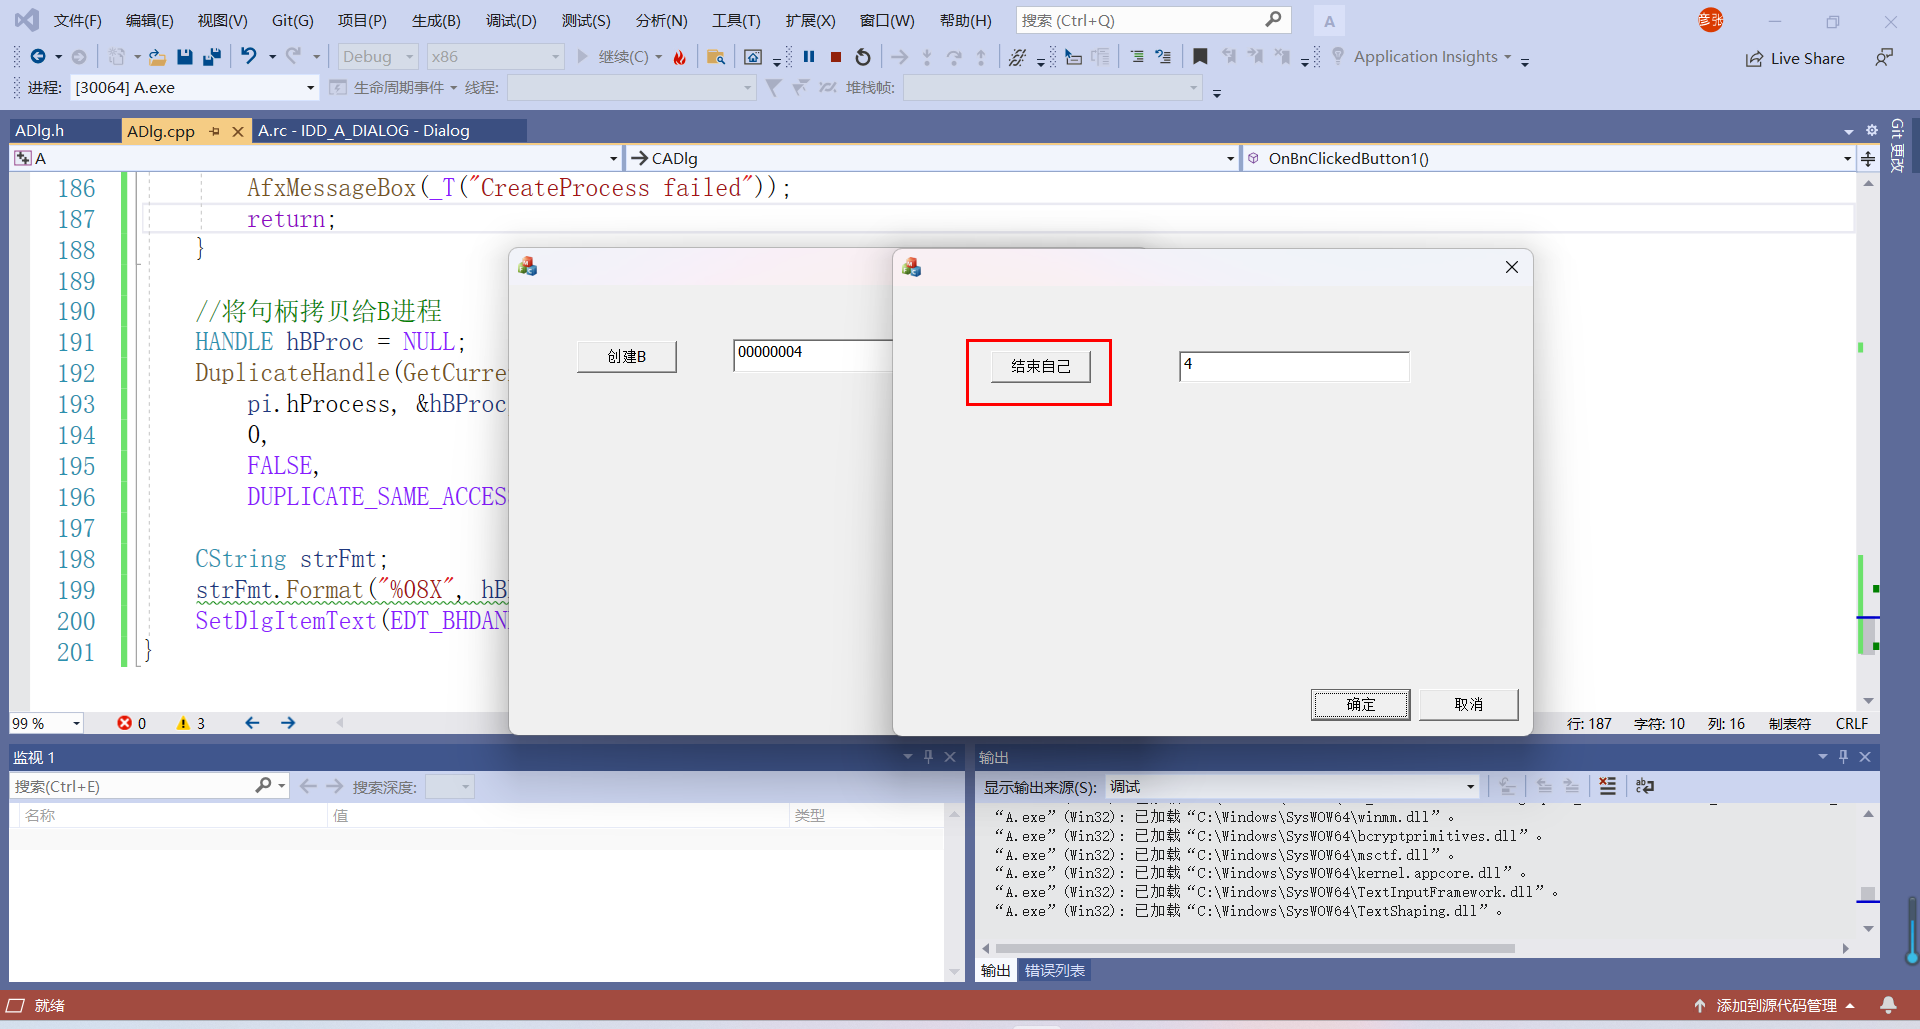 文件(F) 编辑(E) 视图(V) Git(G) 项目(P) 生成(B) 调试(D) 测试(S) 分析(N) 工具(T) 扩展(X) 窗口(W) 帮助(H) 搜索 (Ctrl+Q) A 彦张
Debug x86 继续(C) Application Insights Live Share
进程: [30064] A.exe 生命周期事件 线程: 堆栈帧:
ADlg.h ADlg.cpp A.rc - IDD_A_DIALOG - Dialog
Git 更改
A CADlg OnBnClickedButton1()
186 AfxMessageBox(_T("CreateProcess failed"));
187 return;
188 }
189
190 //将句柄拷贝给B进程
191 HANDLE hBProc = NULL;
192 DuplicateHandle(GetCurre
193 pi.hProcess, &hBProc
194 0,
195 FALSE,
196 DUPLICATE_SAME_ACCES
197
198 CString strFmt;
199 strFmt.Format("%08X", hB
200 SetDlgItemText(EDT_BHDAN
201 }
创建B 00000004
结束自己 4
确定 取消
99 % 0 3 行: 187 字符: 10 列: 16 制表符 CRLF
监视 1
搜索(Ctrl+E) 搜索深度:
名称 值 类型
输出
显示输出来源(S): 调试
“A.exe”(Win32): 已加载“C:\Windows\SysWOW64\winmm.dll”。
“A.exe”(Win32): 已加载“C:\Windows\SysWOW64\bcryptprimitives.dll”。
“A.exe”(Win32): 已加载“C:\Windows\SysWOW64\msctf.dll”。
“A.exe”(Win32): 已加载“C:\Windows\SysWOW64\kernel.appcore.dll”。
“A.exe”(Win32): 已加载“C:\Windows\SysWOW64\TextInputFramework.dll”。
“A.exe”(Win32): 已加载“C:\Windows\SysWOW64\TextShaping.dll”。
输出 错误列表
就绪 添加到源代码管理